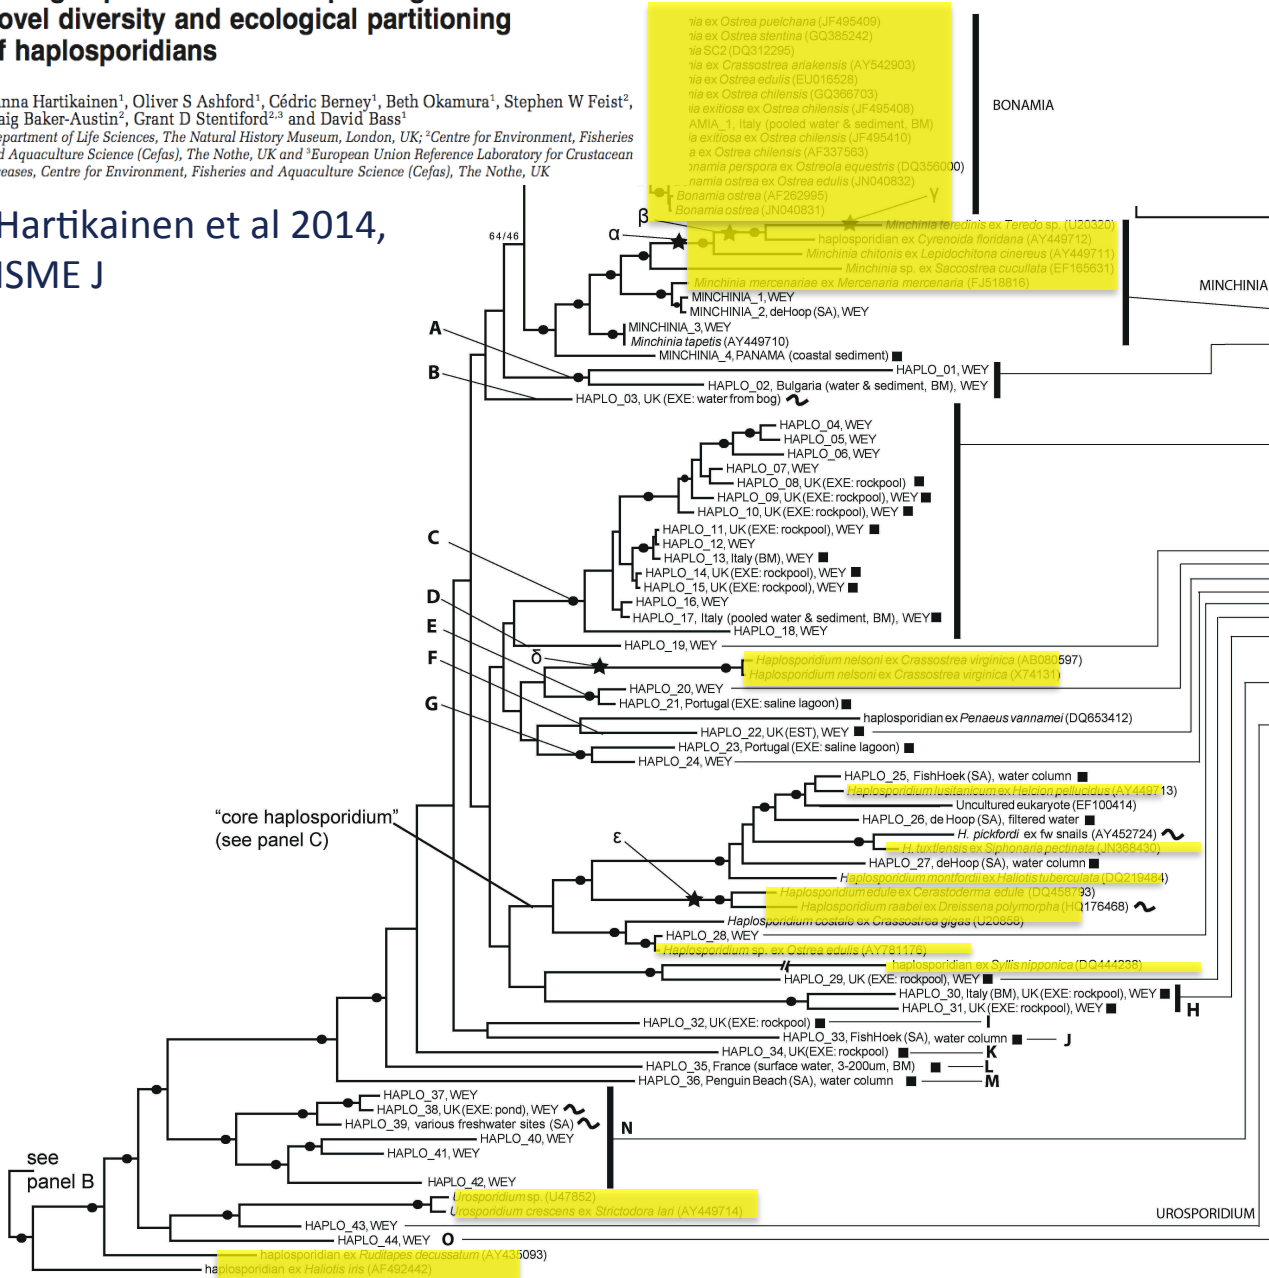 ovel diversity and ecological partitioning
f haplosporidians
nna Hartikainen¹, Oliver S Ashford¹, Cédric Berney¹, Beth Okamura¹, Stephen W Feist²,
aig Baker-Austin², Grant D Stentiford²,³ and David Bass¹
epartment of Life Sciences, The Natural History Museum, London, UK; ²Centre for Environment, Fisheries
d Aquaculture Science (Cefas), The Nothe, UK and ³European Union Reference Laboratory for Crustacean
eases, Centre for Environment, Fisheries and Aquaculture Science (Cefas), The Nothe, UK
Hartikainen et al 2014,
ISME J
nia ex Ostrea puelchana (JF495409)
nia ex Ostrea stentina (GQ385242)
nia SC2 (DQ312295)
nia ex Crassostrea ariakensis (AY542903)
nia ex Ostrea edulis (EU016528)
nia ex Ostrea chilensis (GQ366703)
nia exitiosa ex Ostrea chilensis (JF495408)
AMIA_1, Italy (pooled water & sediment, BM)
ia exitiosa ex Ostrea chilensis (JF495410)
a ex Ostrea chilensis (AF337563)
onamia perspora ex Ostreola equestris (DQ356000)
onamia ostrea ex Ostrea edulis (JN040832)
Bonamia ostrea (AF262995)
Bonamia ostrea (JN040831)
BONAMIA
γ
β
α
64/46
Minchinia teredinis ex Teredo sp. (U20320)
haplosporidian ex Cyrenoida floridana (AY449712)
Minchinia chitonis ex Lepidochitona cinereus (AY449711)
Minchinia sp. ex Saccostrea cucullata (EF165631)
Minchinia mercenariae ex Mercenaria mercenaria (FJ518816)
MINCHINIA
MINCHINIA_1, WEY
MINCHINIA_2, deHoop (SA), WEY
MINCHINIA_3, WEY
Minchinia tapetis (AY449710)
MINCHINIA_4, PANAMA (coastal sediment)
A
HAPLO_01, WEY
HAPLO_02, Bulgaria (water & sediment, BM), WEY
B
HAPLO_03, UK (EXE: water from bog)
HAPLO_04, WEY
HAPLO_05, WEY
HAPLO_06, WEY
HAPLO_07, WEY
HAPLO_08, UK (EXE: rockpool)
HAPLO_09, UK (EXE: rockpool), WEY
HAPLO_10, UK (EXE: rockpool), WEY
C
HAPLO_11, UK (EXE: rockpool), WEY
HAPLO_12, WEY
HAPLO_13, Italy (BM), WEY
HAPLO_14, UK (EXE: rockpool), WEY
HAPLO_15, UK (EXE: rockpool), WEY
HAPLO_16, WEY
HAPLO_17, Italy (pooled water & sediment, BM), WEY
HAPLO_18, WEY
D
HAPLO_19, WEY
E
δ
Haplosporidium nelsoni ex Crassostrea virginica (AB080597)
Haplosporidium nelsoni ex Crassostrea virginica (X74131)
F
HAPLO_20, WEY
HAPLO_21, Portugal (EXE: saline lagoon)
G
haplosporidian ex Penaeus vannamei (DQ653412)
HAPLO_22, UK (EST), WEY
HAPLO_23, Portugal (EXE: saline lagoon)
HAPLO_24, WEY
HAPLO_25, FishHoek (SA), water column
Haplosporidium lusitanicum ex Helcion pellucidus (AY449713)
Uncultured eukaryote (EF100414)
HAPLO_26, de Hoop (SA), filtered water
H. pickfordi ex fw snails (AY452724)
H. tuxtlensis ex Siphonaria pectinata (JN368430)
HAPLO_27, deHoop (SA), water column
Haplosporidium montfordi ex Haliotis tuberculata (DQ219484)
"core haplosporidium"
(see panel C)
ε
Haplosporidium edule ex Cerastoderma edule (DQ458793)
Haplosporidium raabei ex Dreissena polymorpha (HQ176468)
Haplosporidium costale ex Crassostrea gigas (U20858)
HAPLO_28, WEY
Haplosporidium sp. ex Ostrea edulis (AY781176)
haplosporidian ex Syllis nipponica (DQ444238)
HAPLO_29, UK (EXE: rockpool), WEY
HAPLO_30, Italy (BM), UK (EXE: rockpool), WEY
HAPLO_31, UK (EXE: rockpool), WEY
H
HAPLO_32, UK (EXE: rockpool) I
HAPLO_33, FishHoek (SA), water column J
HAPLO_34, UK(EXE: rockpool) K
HAPLO_35, France (surface water, 3-200um, BM) L
HAPLO_36, Penguin Beach (SA), water column M
HAPLO_37, WEY
HAPLO_38, UK (EXE: pond), WEY
HAPLO_39, various freshwater sites (SA)
N
HAPLO_40, WEY
HAPLO_41, WEY
HAPLO_42, WEY
see
panel B
Urosporidium sp. (U47852)
Urosporidium crescens ex Strictodora lari (AY449714)
UROSPORIDIUM
HAPLO_43, WEY
HAPLO_44, WEY O
haplosporidian ex Ruditapes decussatum (AY435093)
haplosporidian ex Haliotis iris (AF492442)